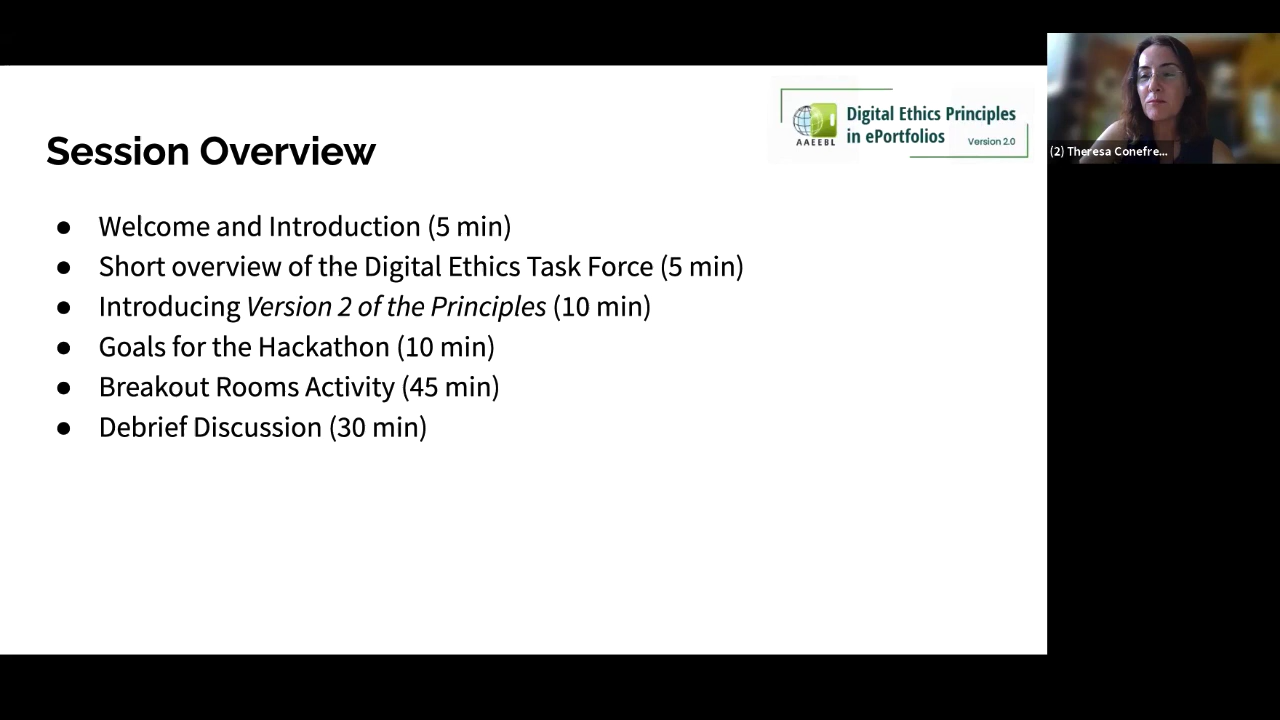 Session Overview
● Welcome and Introduction (5 min)
● Short overview of the Digital Ethics Task Force (5 min)
● Introducing Version 2 of the Principles (10 min)
● Goals for the Hackathon (10 min)
● Breakout Rooms Activity (45 min)
● Debrief Discussion (30 min)
AAEEBL
Digital Ethics Principles
in ePortfolios
Version 2.0
(2) Theresa Conefre...